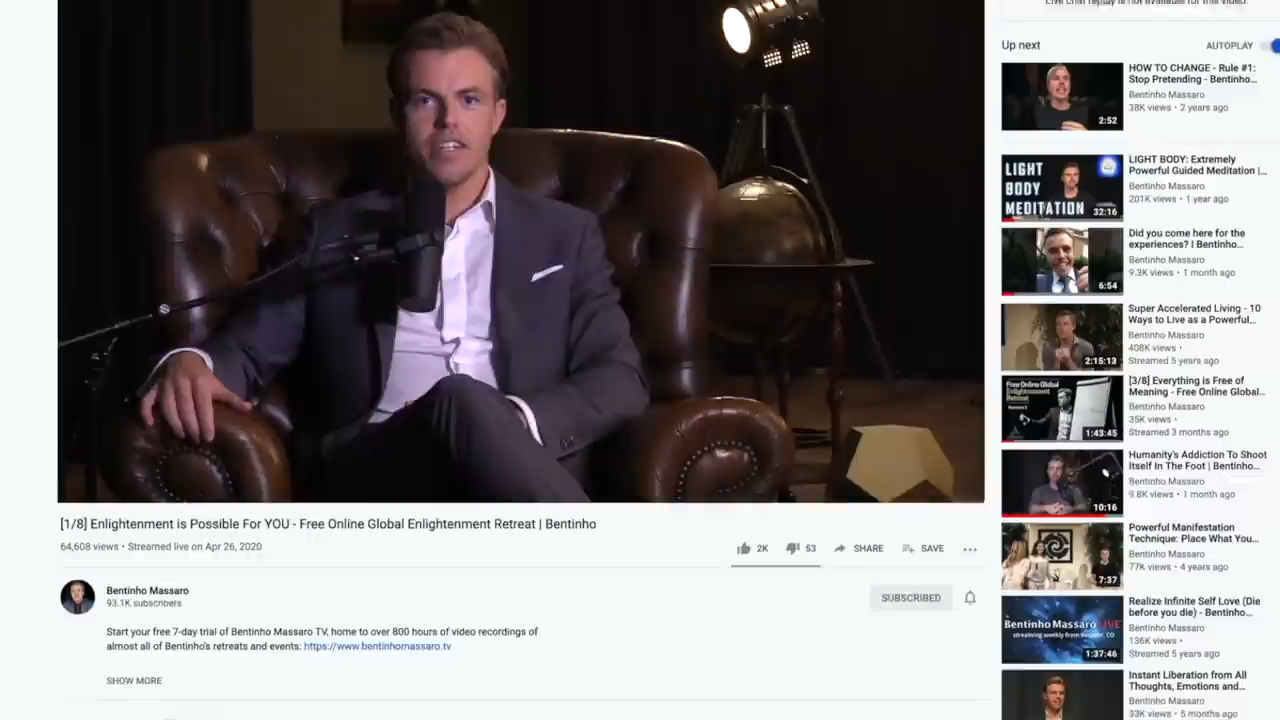 [1/8] Enlightenment is Possible For YOU - Free Online Global Enlightenment Retreat | Bentinho
64,608 views • Streamed live on Apr 26, 2020
2K
53
SHARE
SAVE
Bentinho Massaro
93.1K subscribers
SUBSCRIBED
Start your free 7-day trial of Bentinho Massaro TV, home to over 800 hours of video recordings of
almost all of Bentinho's retreats and events: https://www.bentinhomassaro.tv
SHOW MORE
Live chat replay is not available for this video.
Up next
AUTOPLAY
HOW TO CHANGE - Rule #1:
Stop Pretending - Bentinho...
Bentinho Massaro
38K views • 2 years ago
2:52
LIGHT
BODY
MEDITATION
32:16
LIGHT BODY: Extremely
Powerful Guided Meditation |...
Bentinho Massaro
201K views • 1 year ago
Did you come here for the
experiences? I Bentinho...
Bentinho Massaro
9.3K views • 1 month ago
6:54
Super Accelerated Living - 10
Ways to Live as a Powerful...
Bentinho Massaro
408K views •
Streamed 5 years ago
2:15:13
Free Online Global
Enlightenment
Retreat
1:43:45
[3/8] Everything is Free of
Meaning - Free Online Global...
Bentinho Massaro
35K views •
Streamed 3 months ago
Humanity's Addiction To Shoot
Itself In The Foot | Bentinho...
Bentinho Massaro
9.8K views • 1 month ago
10:16
Powerful Manifestation
Technique: Place What You...
Bentinho Massaro
77K views • 4 years ago
7:37
Bentinho Massaro LIVE
streaming weekly from Boulder, CO
1:37:46
Realize Infinite Self Love (Die
before you die) - Bentinho...
Bentinho Massaro
136K views •
Streamed 5 years ago
Instant Liberation from All
Thoughts, Emotions and...
Bentinho Massaro
33K views • 5 months ago